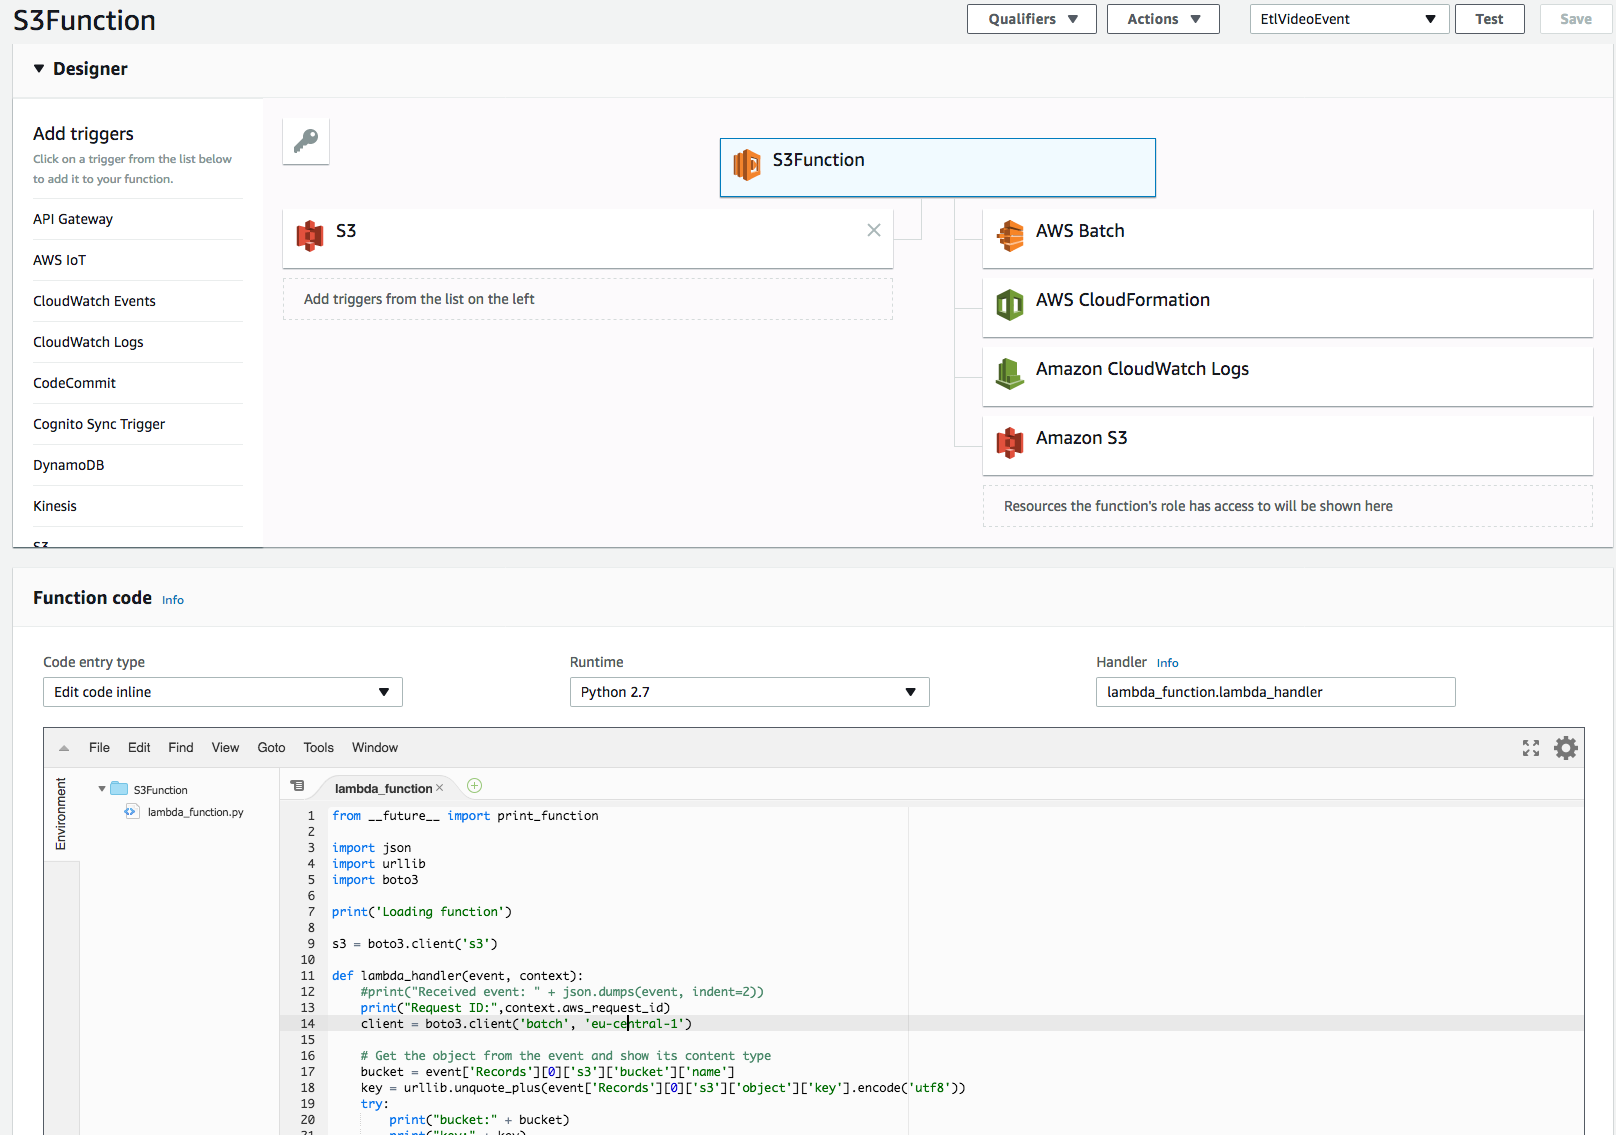 S3Function
Qualifiers
Actions
EtlVideoEvent
Test
Save
Designer
Add triggers
Click on a trigger from the list below
to add it to your function.
API Gateway
AWS IoT
CloudWatch Events
CloudWatch Logs
CodeCommit
Cognito Sync Trigger
DynamoDB
Kinesis
S3
S3Function
S3
Add triggers from the list on the left
AWS Batch
AWS CloudFormation
Amazon CloudWatch Logs
Amazon S3
Resources the function's role has access to will be shown here
Function code Info
Code entry type
Edit code inline
Runtime
Python 2.7
Handler Info
lambda_function.lambda_handler
File Edit Find View Goto Tools Window
Environment
S3Function
lambda_function.py
lambda_function
1 from __future__ import print_function
2
3 import json
4 import urllib
5 import boto3
6
7 print('Loading function')
8
9 s3 = boto3.client('s3')
10
11 def lambda_handler(event, context):
12 #print("Received event: " + json.dumps(event, indent=2))
13 print("Request ID:",context.aws_request_id)
14 client = boto3.client('batch', 'eu-central-1')
15
16 # Get the object from the event and show its content type
17 bucket = event['Records'][0]['s3']['bucket']['name']
18 key = urllib.unquote_plus(event['Records'][0]['s3']['object']['key'].encode('utf8'))
19 try:
20 print("bucket:" + bucket)
21 print("key:" + key)